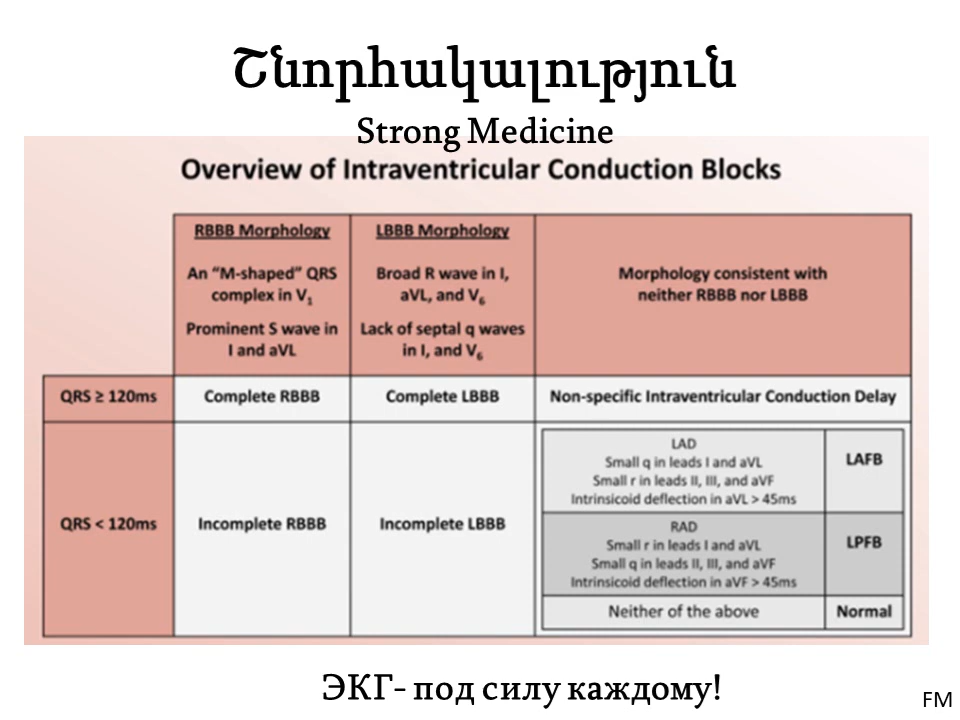 Շնորհակալություն
Strong Medicine
Overview of Intraventricular Conduction Blocks
RBBB Morphology
An “M-shaped” QRS
complex in V1
Prominent S wave in
I and aVL
LBBB Morphology
Broad R wave in I,
aVL, and V6
Lack of septal q waves
in I, and V6
Morphology consistent with
neither RBBB nor LBBB
QRS ≥ 120ms
Complete RBBB
Complete LBBB
Non-specific Intraventricular Conduction Delay
QRS < 120ms
Incomplete RBBB
Incomplete LBBB
LAD
Small q in leads I and aVL
Small r in leads II, III, and aVF
Intrinsicoid deflection in aVL > 45ms
LAFB
RAD
Small r in leads I and aVL
Small q in leads II, III, and aVF
Intrinsicoid deflection in aVF > 45ms
LPFB
Neither of the above
Normal
ЭКГ- под силу каждому!
FM